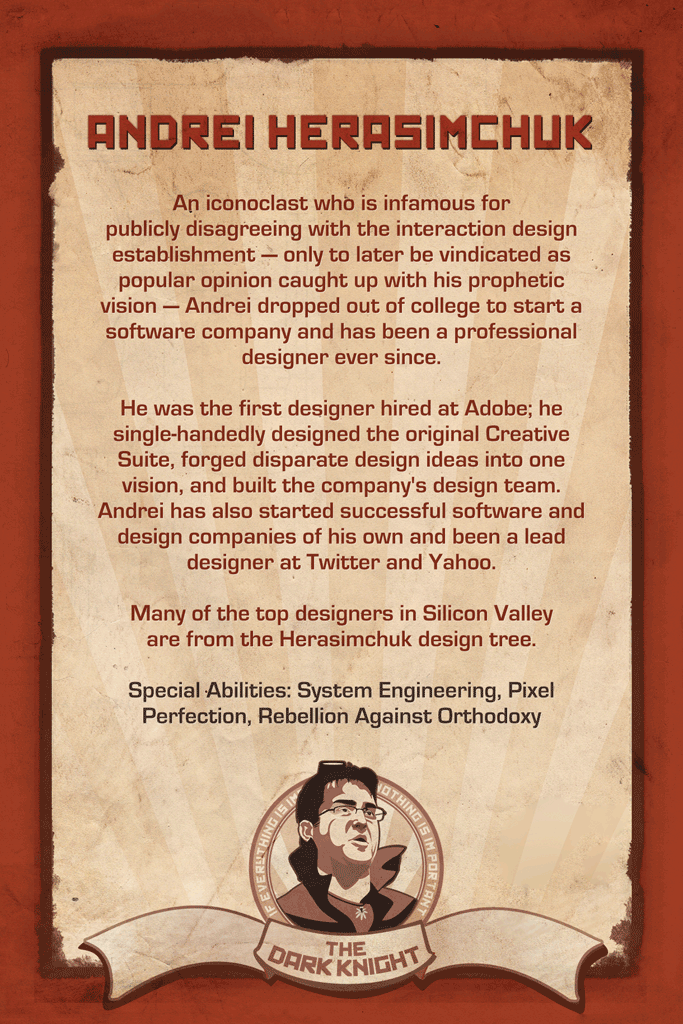 ANDREI HERASIMCHUK
An iconoclast who is infamous for
publicly disagreeing with the interaction design
establishment — only to later be vindicated as
popular opinion caught up with his prophetic
vision — Andrei dropped out of college to start a
software company and has been a professional
designer ever since.
He was the first designer hired at Adobe; he
single-handedly designed the original Creative
Suite, forged disparate design ideas into one
vision, and built the company's design team.
Andrei has also started successful software and
design companies of his own and been a lead
designer at Twitter and Yahoo.
Many of the top designers in Silicon Valley
are from the Herasimchuk design tree.
Special Abilities: System Engineering, Pixel
Perfection, Rebellion Against Orthodoxy
IF EVERYTHING IS IM
NOTHING IS IMPORTANT
THE
DARK KNIGHT